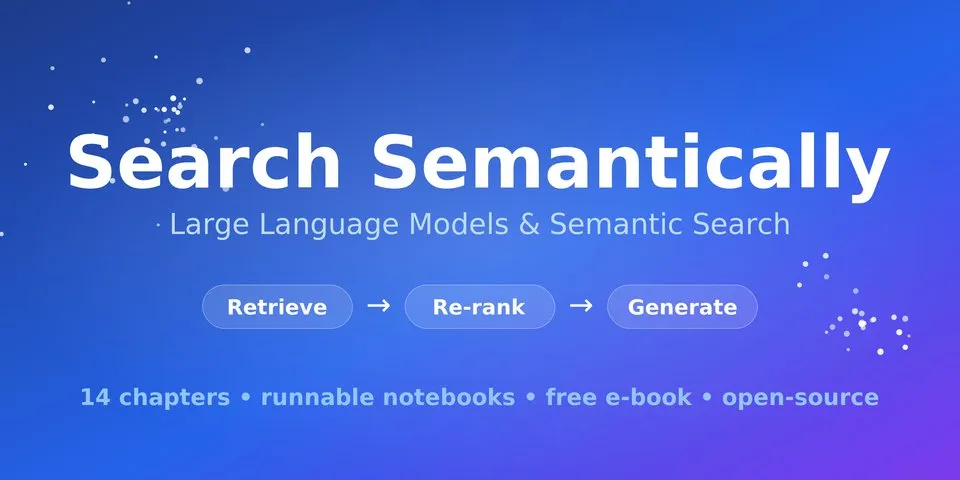 Search Semantically
Large Language Models & Semantic Search
Retrieve → Re-rank → Generate
14 chapters • runnable notebooks • free e-book • open-source